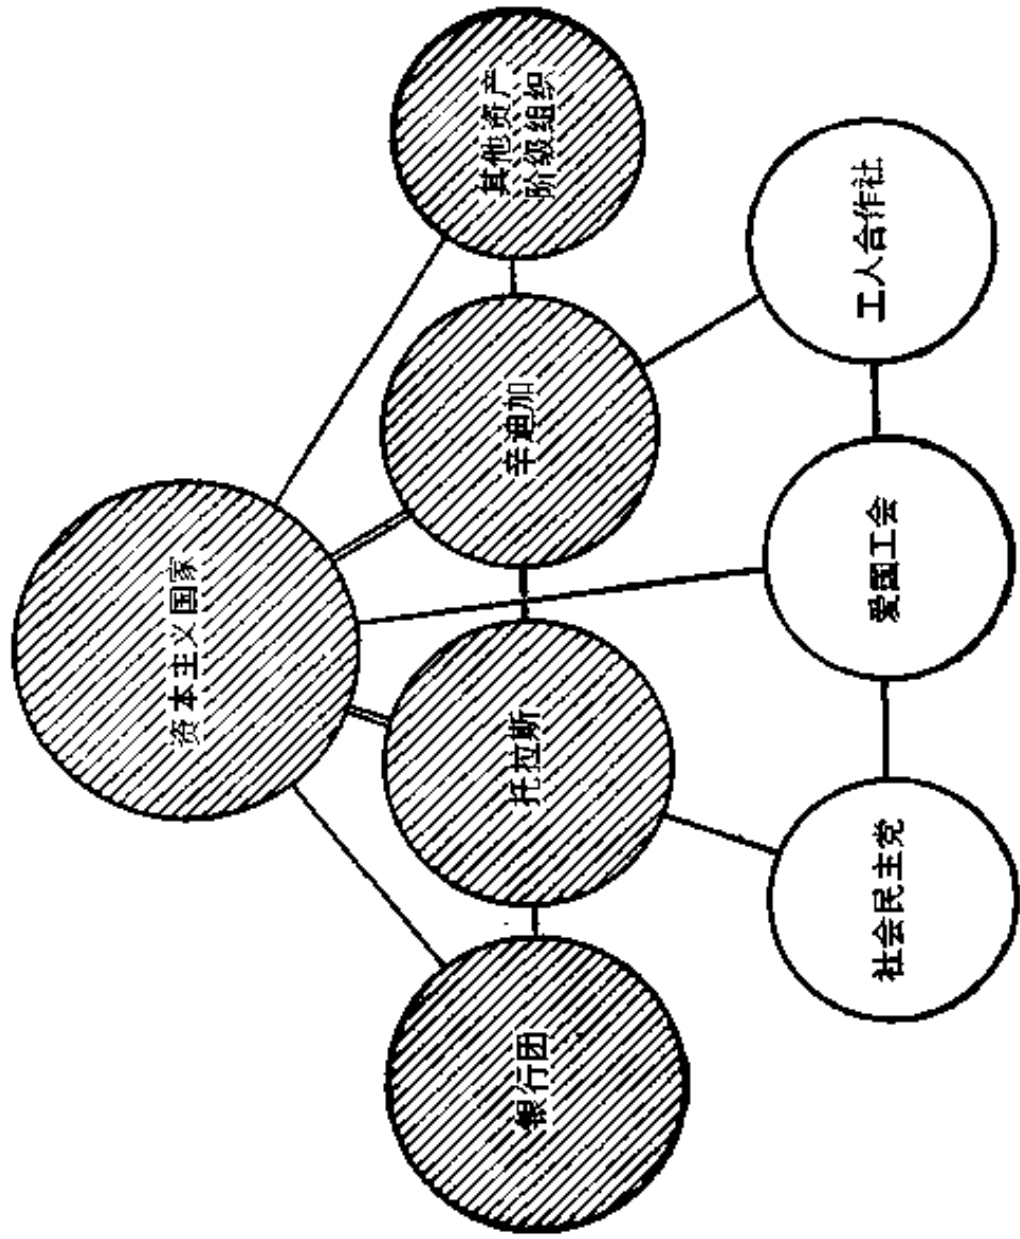 资本主义国家
银行团
托拉斯
辛迪加
其他资产
阶级组织
社会民主党
爱国工会
工人合作社